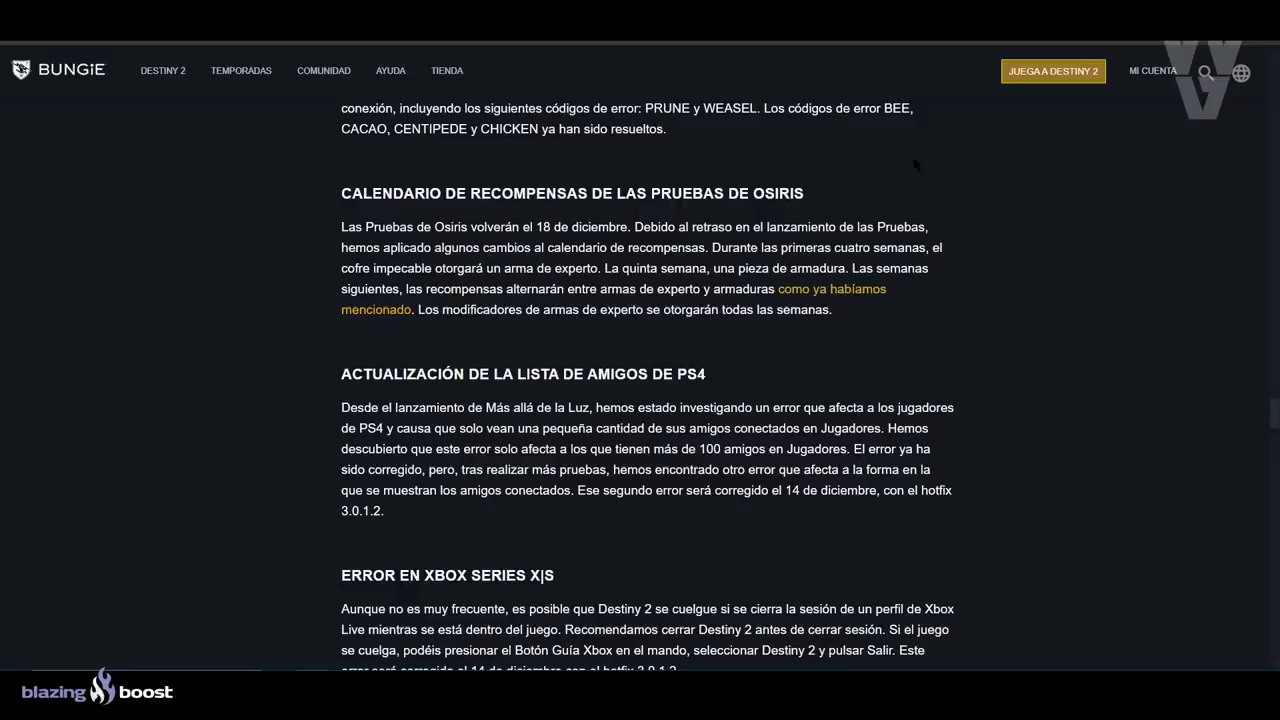 BUNGiE DESTINY 2 TEMPORADAS COMUNIDAD AYUDA TIENDA JUEGA A DESTINY 2 MI CUENTA
conexión, incluyendo los siguientes códigos de error: PRUNE y WEASEL. Los códigos de error BEE,
CACAO, CENTIPEDE y CHICKEN ya han sido resueltos.
CALENDARIO DE RECOMPENSAS DE LAS PRUEBAS DE OSIRIS
Las Pruebas de Osiris volverán el 18 de diciembre. Debido al retraso en el lanzamiento de las Pruebas,
hemos aplicado algunos cambios al calendario de recompensas. Durante las primeras cuatro semanas, el
cofre impecable otorgará un arma de experto. La quinta semana, una pieza de armadura. Las semanas
siguientes, las recompensas alternarán entre armas de experto y armaduras como ya habíamos
mencionado. Los modificadores de armas de experto se otorgarán todas las semanas.
ACTUALIZACIÓN DE LA LISTA DE AMIGOS DE PS4
Desde el lanzamiento de Más allá de la Luz, hemos estado investigando un error que afecta a los jugadores
de PS4 y causa que solo vean una pequeña cantidad de sus amigos conectados en Jugadores. Hemos
descubierto que este error solo afecta a los que tienen más de 100 amigos en Jugadores. El error ya ha
sido corregido, pero, tras realizar más pruebas, hemos encontrado otro error que afecta a la forma en la
que se muestran los amigos conectados. Ese segundo error será corregido el 14 de diciembre, con el hotfix
3.0.1.2.
ERROR EN XBOX SERIES X|S
Aunque no es muy frecuente, es posible que Destiny 2 se cuelgue si se cierra la sesión de un perfil de Xbox
Live mientras se está dentro del juego. Recomendamos cerrar Destiny 2 antes de cerrar sesión. Si el juego
se cuelga, podéis presionar el Botón Guía Xbox en el mando, seleccionar Destiny 2 y pulsar Salir. Este
error será corregido el 14 de diciembre con el hotfix 3.0.1.2.
blazing boost